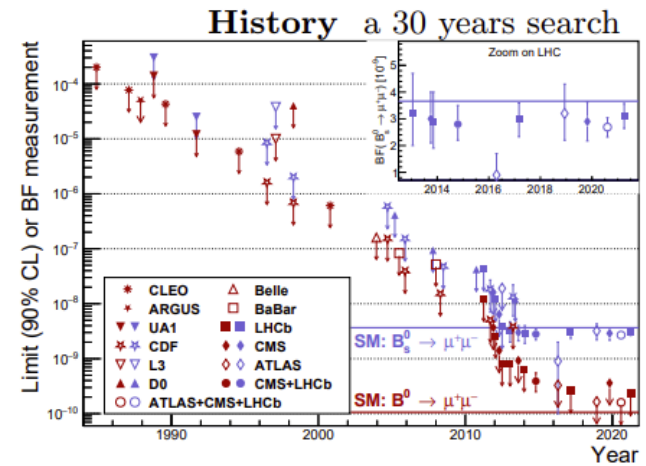 History a 30 years search
Limit (90% CL) or BF measurement
10⁻⁴
10⁻⁵
10⁻⁶
10⁻⁷
10⁻⁸
10⁻⁹
10⁻¹⁰
Zoom on LHC
BF( B⁰ₛ → μ⁺μ⁻) [10⁻⁹]
5
4
3
2
1
2014 2016 2018 2020
CLEO Belle
ARGUS BaBar
UA1 LHCb
CDF CMS
L3 ATLAS
D0 CMS+LHCb
ATLAS+CMS+LHCb
SM: B⁰ₛ → μ⁺μ⁻
SM: B⁰ → μ⁺μ⁻
1990 2000 2010 2020
Year